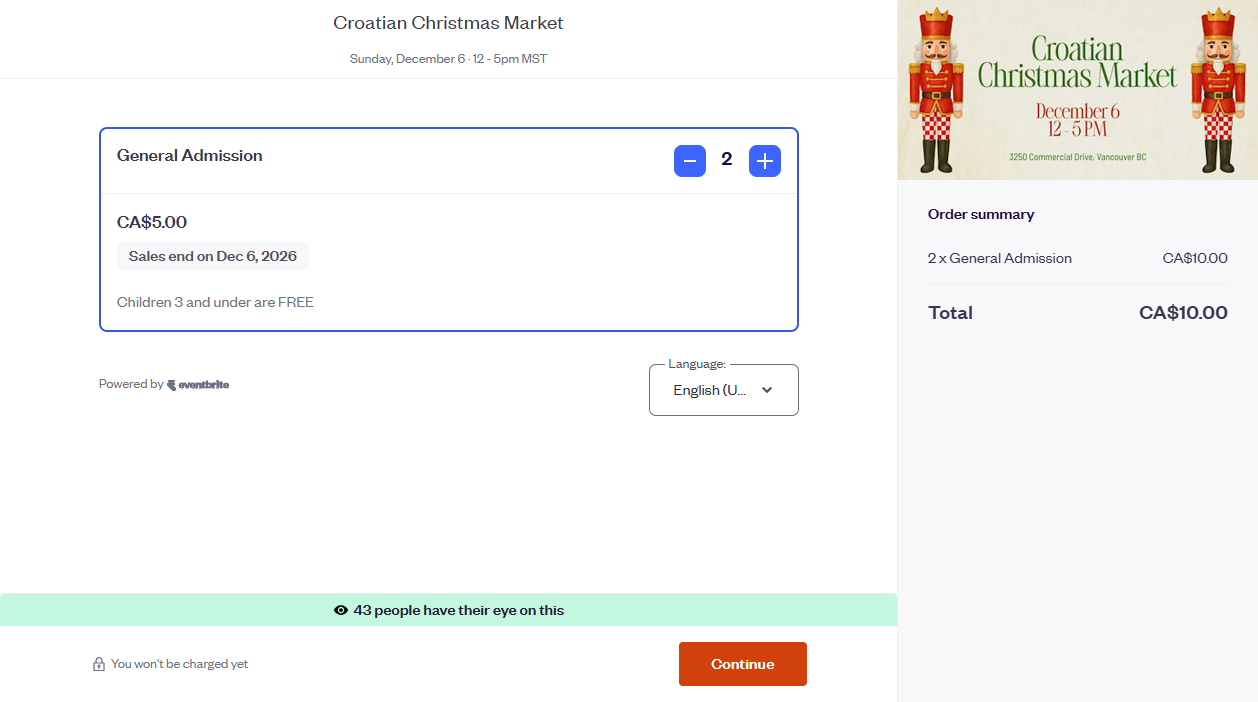 Croatian Christmas Market
Sunday, December 6 · 12 - 5pm MST
General Admission
2
CA$5.00
Sales end on Dec 6, 2026
Children 3 and under are FREE
Powered by eventbrite
Language:
English (U...
43 people have their eye on this
You won't be charged yet
Continue
Croatian
Christmas Market
December 6
12 - 5 PM
3250 Commercial Drive, Vancouver BC
Order summary
2 x General Admission CA$10.00
Total CA$10.00